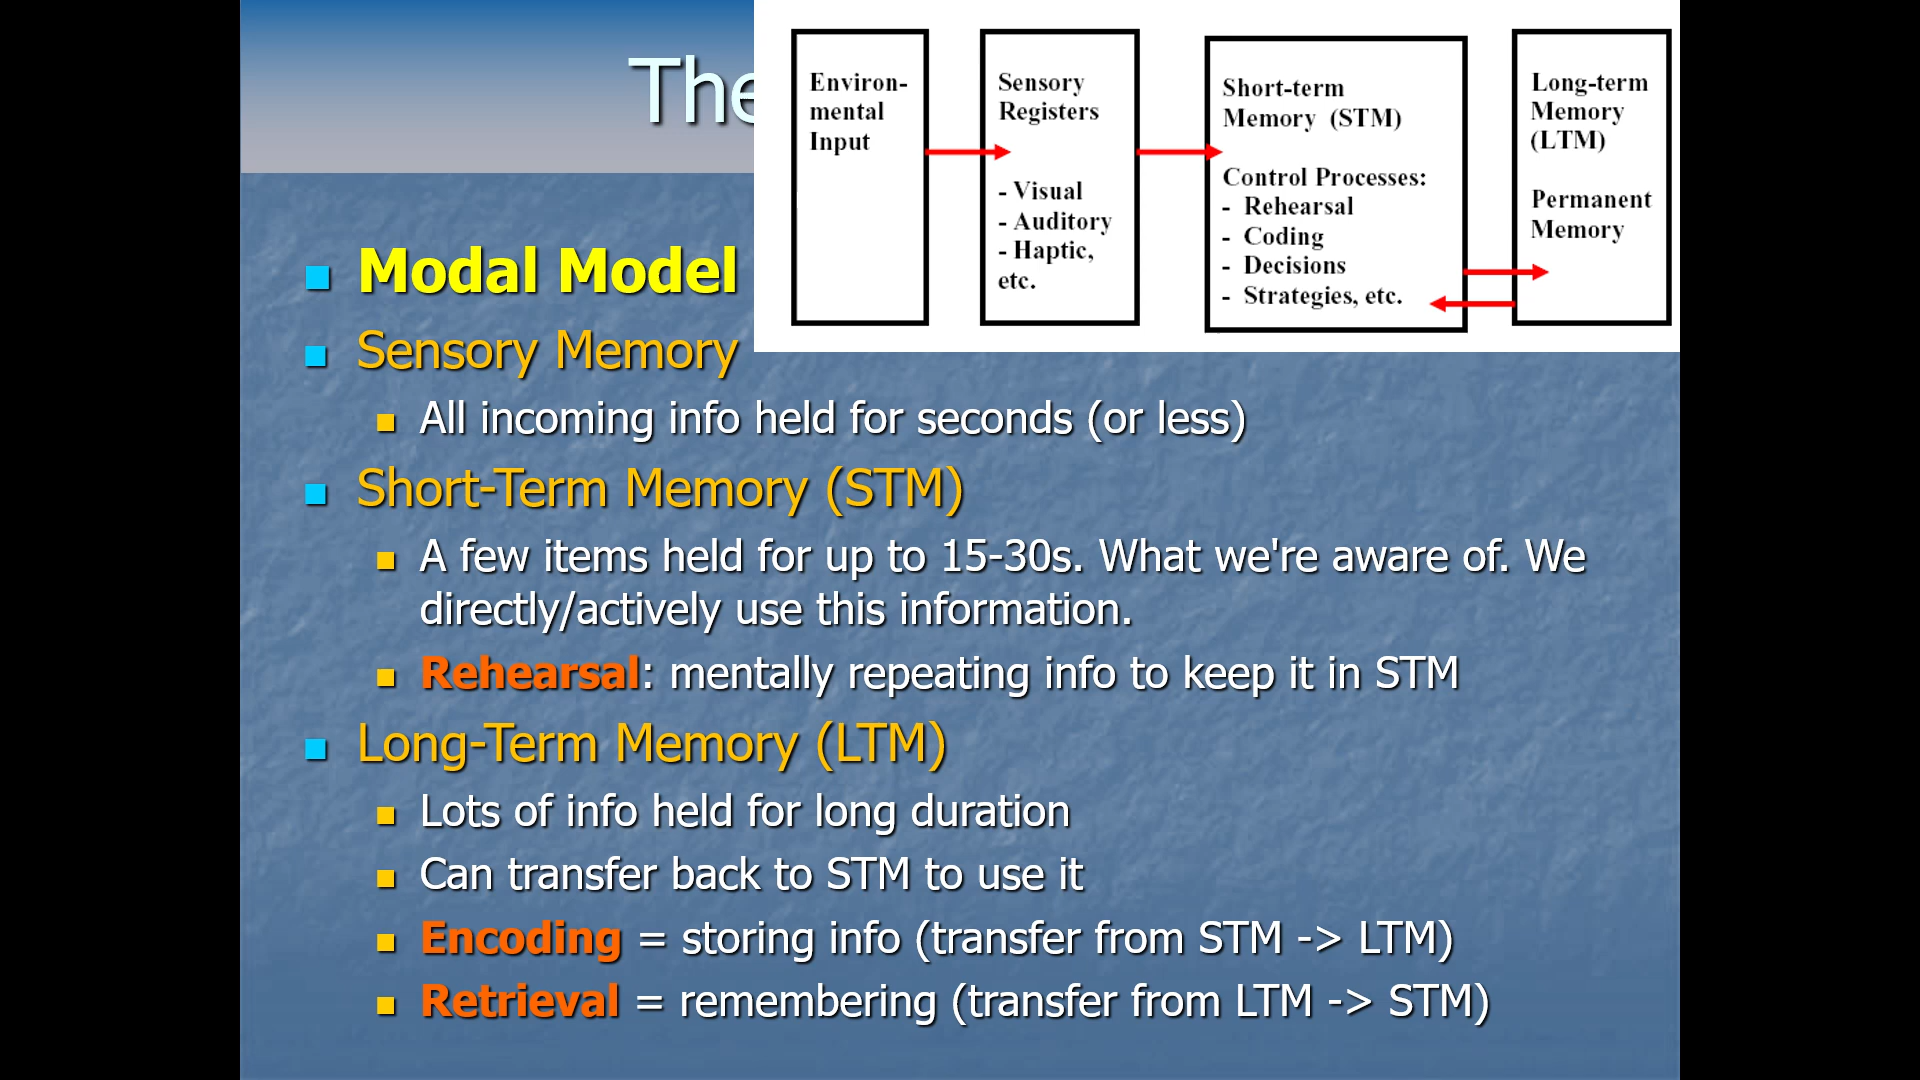 The
Environ-
mental
Input
Sensory
Registers
- Visual
- Auditory
- Haptic,
etc.
Short-term
Memory (STM)
Control Processes:
- Rehearsal
- Coding
- Decisions
- Strategies, etc.
Long-term
Memory
(LTM)
Permanent
Memory
Modal Model
Sensory Memory
All incoming info held for seconds (or less)
Short-Term Memory (STM)
A few items held for up to 15-30s. What we're aware of. We
directly/actively use this information.
Rehearsal: mentally repeating info to keep it in STM
Long-Term Memory (LTM)
Lots of info held for long duration
Can transfer back to STM to use it
Encoding = storing info (transfer from STM -> LTM)
Retrieval = remembering (transfer from LTM -> STM)